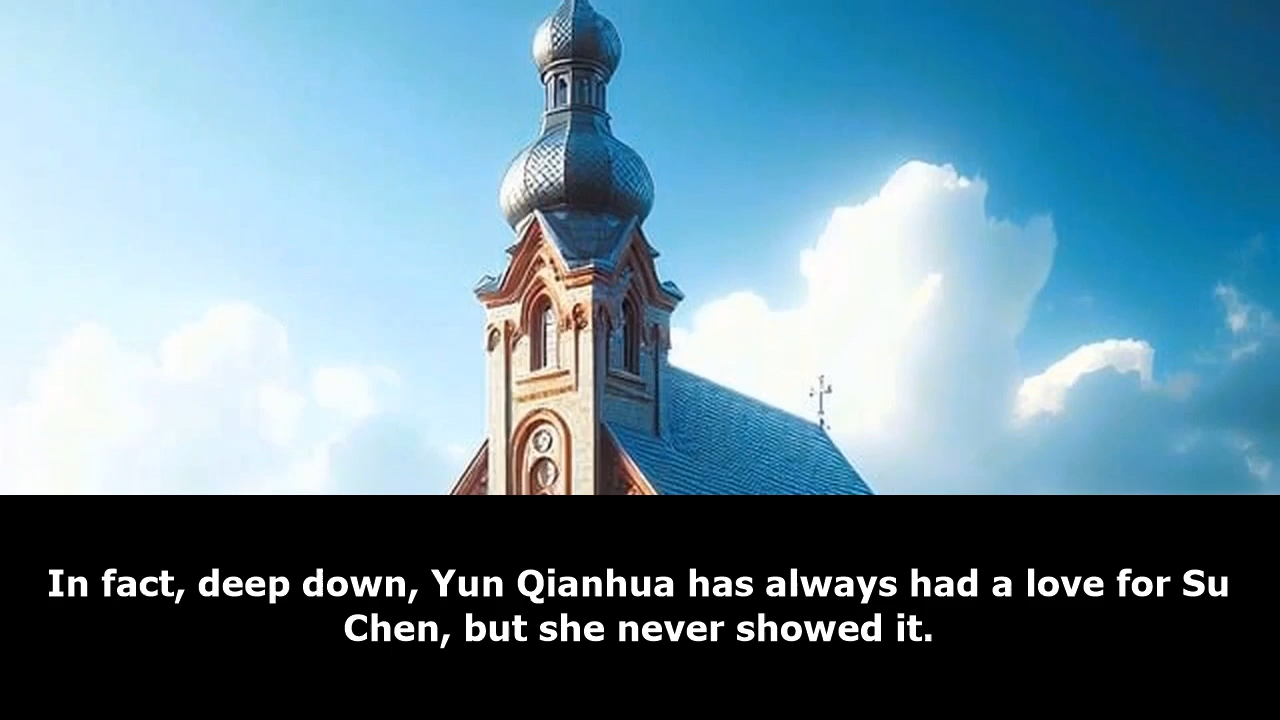 In fact, deep down, Yun Qianhua has always had a love for Su
Chen, but she never showed it.